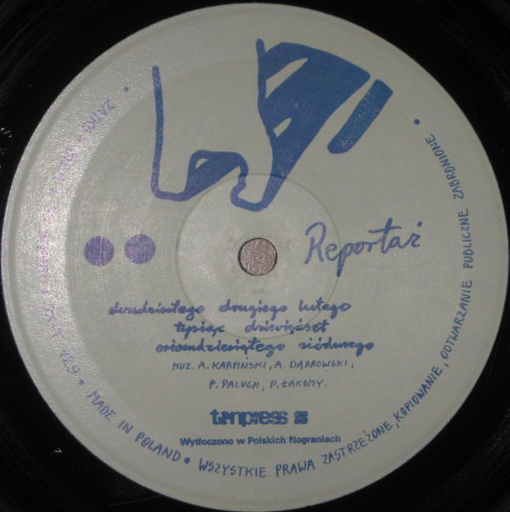 Reportaż
dwudziestego drugiego lutego
tysiąc dziewięćset
osiemdziesiątego siódmego
MUZ. A. KARPIŃSKI, A. DĄBROWSKI,
P. PALUCH, P. ŁAKOMY.
tonpress
Wytłoczono w Polskich Nagraniach
MADE IN POLAND • WSZYSTKIE PRAWA ZASTRZEŻONE, KOPIOWANIE, ODTWARZANIE PUBLICZNE ZABRONIONE •